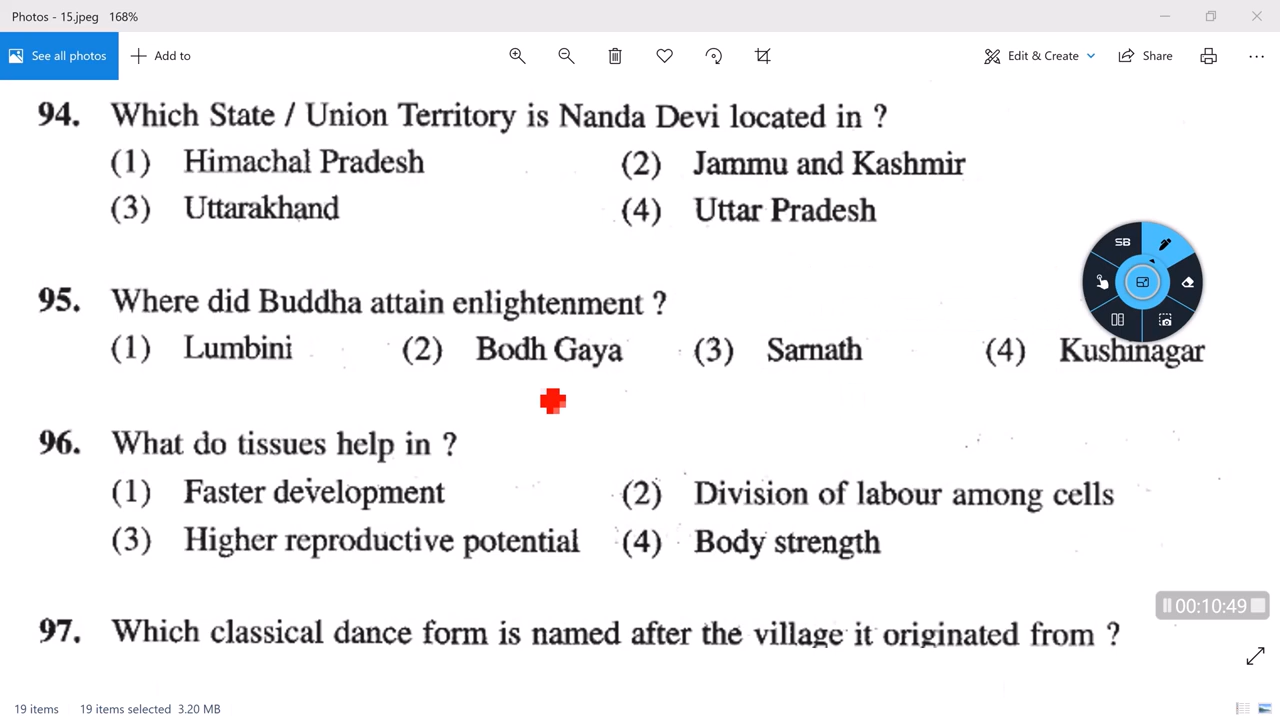 Photos - 15.jpeg 168%
See all photos Add to Edit & Create Share
94. Which State / Union Territory is Nanda Devi located in ?
(1) Himachal Pradesh (2) Jammu and Kashmir
(3) Uttarakhand (4) Uttar Pradesh
SB
95. Where did Buddha attain enlightenment ?
(1) Lumbini (2) Bodh Gaya (3) Sarnath (4) Kushinagar
96. What do tissues help in ?
(1) Faster development (2) Division of labour among cells
(3) Higher reproductive potential (4) Body strength
00:10:49
97. Which classical dance form is named after the village it originated from ?
19 items 19 items selected 3.20 MB